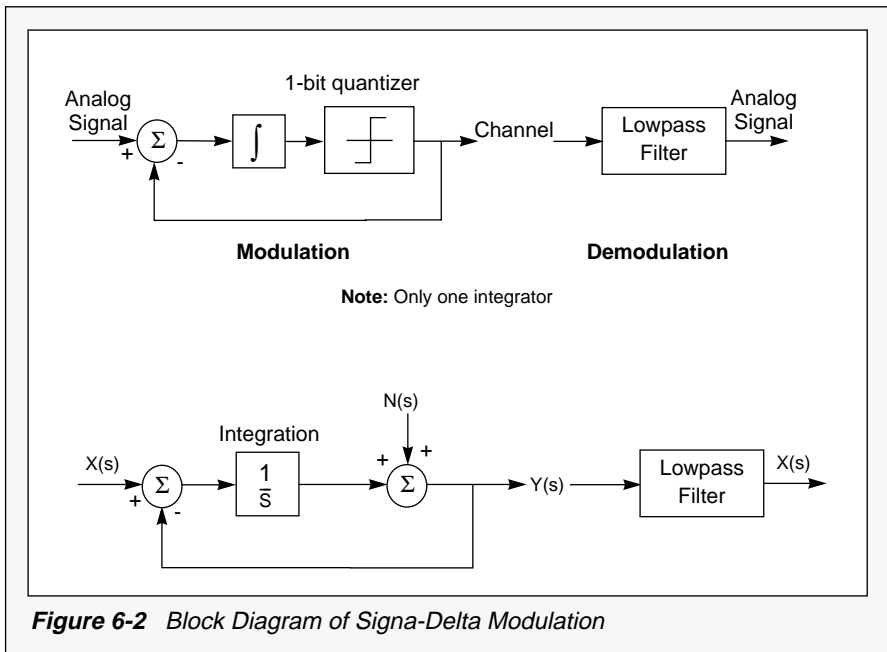 1-bit quantizer
Analog
Signal
+
Σ
-
∫
Channel
Lowpass
Filter
Analog
Signal
Modulation
Demodulation
Note: Only one integrator
N(s)
Integration
X(s)
+
Σ
-
1
S
+
+
Σ
Y(s)
Lowpass
Filter
X(s)
Figure 6-2 Block Diagram of Signa-Delta Modulation